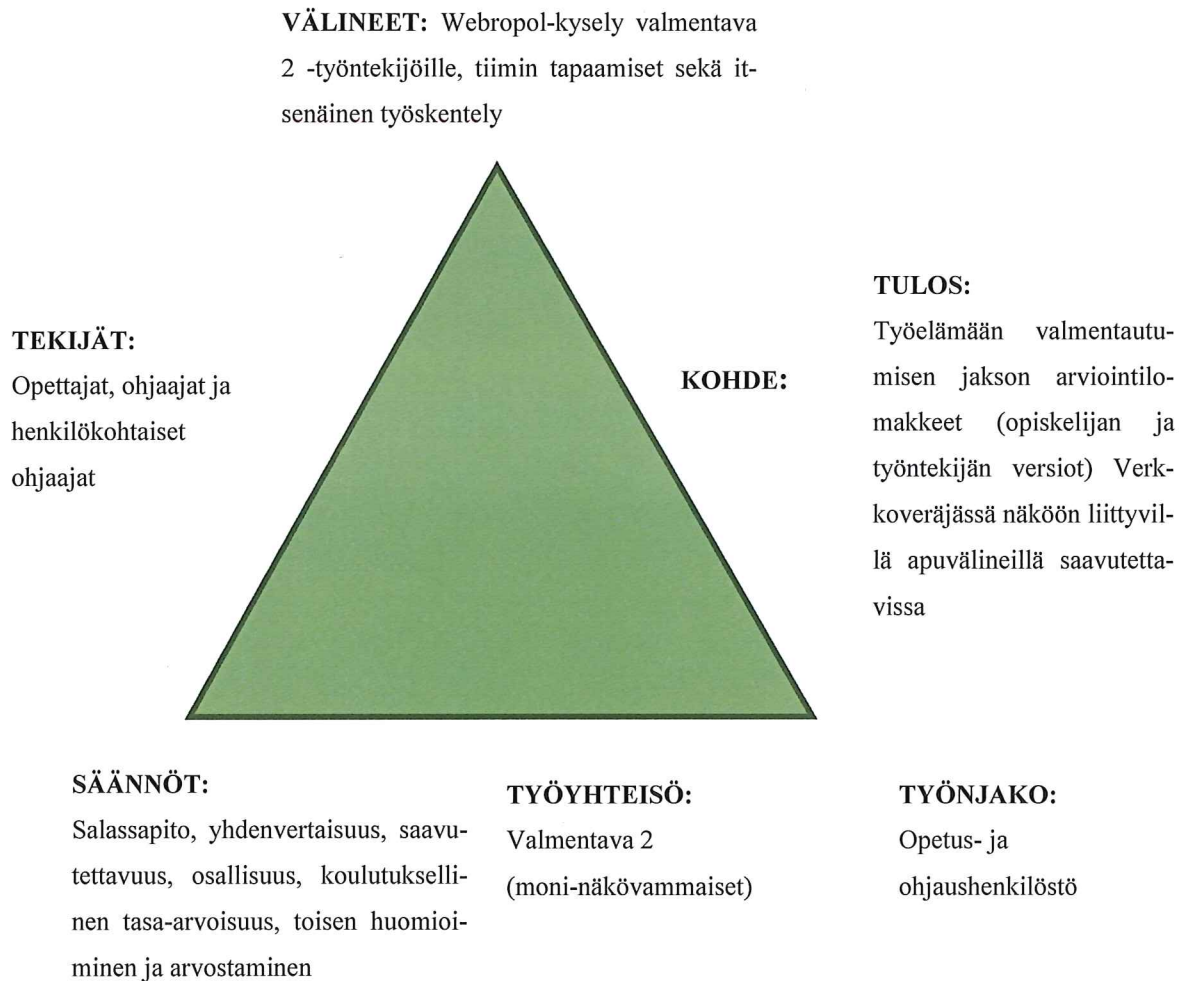 VÄLINEET: Webropol-kysely valmentava
2 -työntekijöille, tiimin tapaamiset sekä it-
senäinen työskentely
TEKIJÄT:
Opettajat, ohjaajat ja
henkilökohtaiset
ohjaajat
KOHDE:
TULOS:
Työelämään valmentautu-
misen jakson arviointilo-
makkeet (opiskelijan ja
työntekijän versiot) Verk-
koveräjässä näköön liittyvil-
lä apuvälineillä saavutetta-
vissa
SÄÄNNÖT:
Salassapito, yhdenvertaisuus, saavu-
tettavuus, osallisuus, koulutukselli-
nen tasa-arvoisuus, toisen huomioi-
minen ja arvostaminen
TYÖYHTEISÖ:
Valmentava 2
(moni-näkövammaiset)
TYÖNJAKO:
Opetus- ja
ohjaushenkilöstö